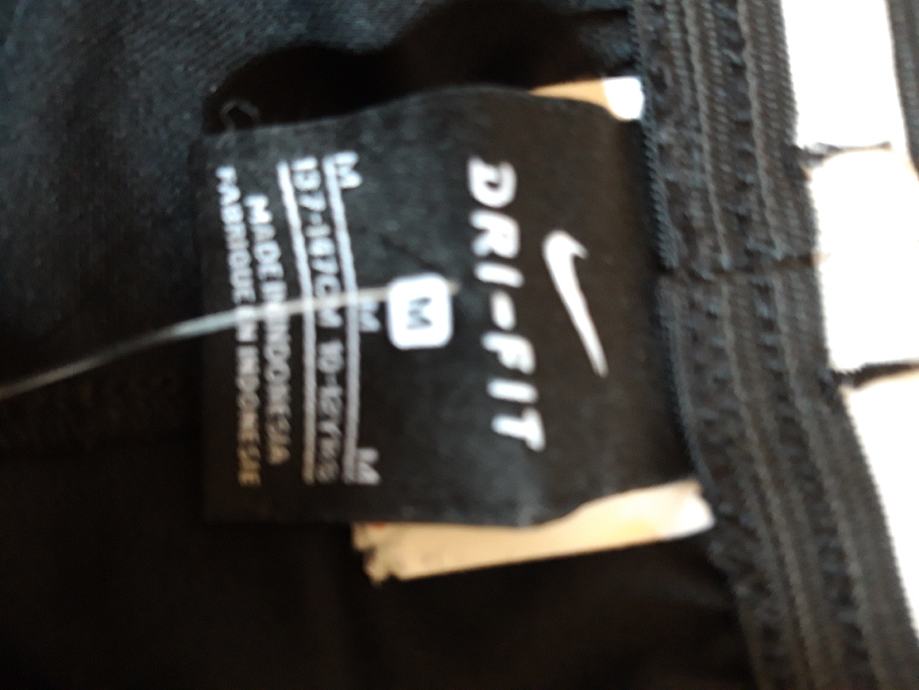 DRI-FIT
M
M M M
137-147CM 10-12YRS
MADE IN INDONESIA
FABRIQUE EN INDONESIE